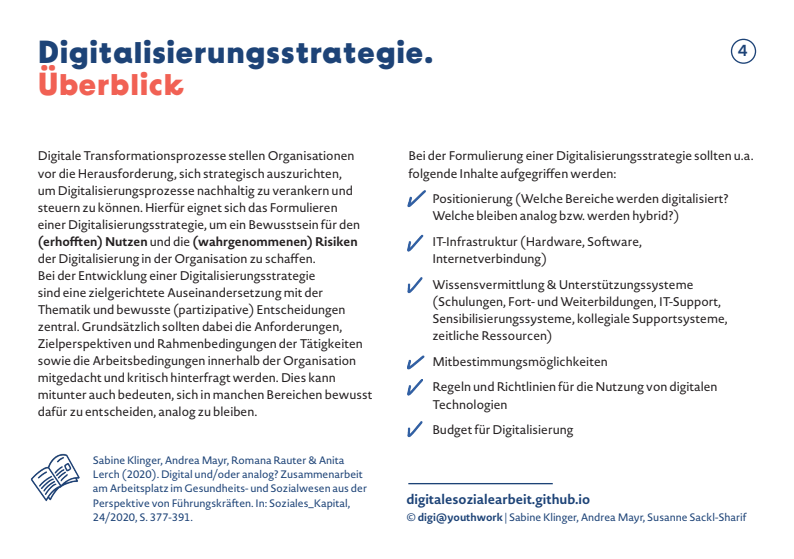 Digitalisierungsstrategie.
Überblick
4
Digitale Transformationsprozesse stellen Organisationen
vor die Herausforderung, sich strategisch auszurichten,
um Digitalisierungsprozesse nachhaltig zu verankern und
steuern zu können. Hierfür eignet sich das Formulieren
einer Digitalisierungsstrategie, um ein Bewusstsein für den
(erhofften) Nutzen und die (wahrgenommenen) Risiken
der Digitalisierung in der Organisation zu schaffen.
Bei der Entwicklung einer Digitalisierungsstrategie
sind eine zielgerichtete Auseinandersetzung mit der
Thematik und bewusste (partizipative) Entscheidungen
zentral. Grundsätzlich sollten dabei die Anforderungen,
Zielperspektiven und Rahmenbedingungen der Tätigkeiten
sowie die Arbeitsbedingungen innerhalb der Organisation
mitgedacht und kritisch hinterfragt werden. Dies kann
mitunter auch bedeuten, sich in manchen Bereichen bewusst
dafür zu entscheiden, analog zu bleiben.
Sabine Klinger, Andrea Mayr, Romana Rauter & Anita
Lerch (2020). Digital und/oder analog? Zusammenarbeit
am Arbeitsplatz im Gesundheits- und Sozialwesen aus der
Perspektive von Führungskräften. In: Soziales_Kapital,
24/2020, S. 377-391.
Bei der Formulierung einer Digitalisierungsstrategie sollten u.a.
folgende Inhalte aufgegriffen werden:
Positionierung (Welche Bereiche werden digitalisiert?
Welche bleiben analog bzw. werden hybrid?)
IT-Infrastruktur (Hardware, Software,
Internetverbindung)
Wissensvermittlung & Unterstützungssysteme
(Schulungen, Fort- und Weiterbildungen, IT-Support,
Sensibilisierungssysteme, kollegiale Supportsysteme,
zeitliche Ressourcen)
Mitbestimmungsmöglichkeiten
Regeln und Richtlinien für die Nutzung von digitalen
Technologien
Budget für Digitalisierung
digitalesozialearbeit.github.io
© digi@youthwork | Sabine Klinger, Andrea Mayr, Susanne Sackl-Sharif